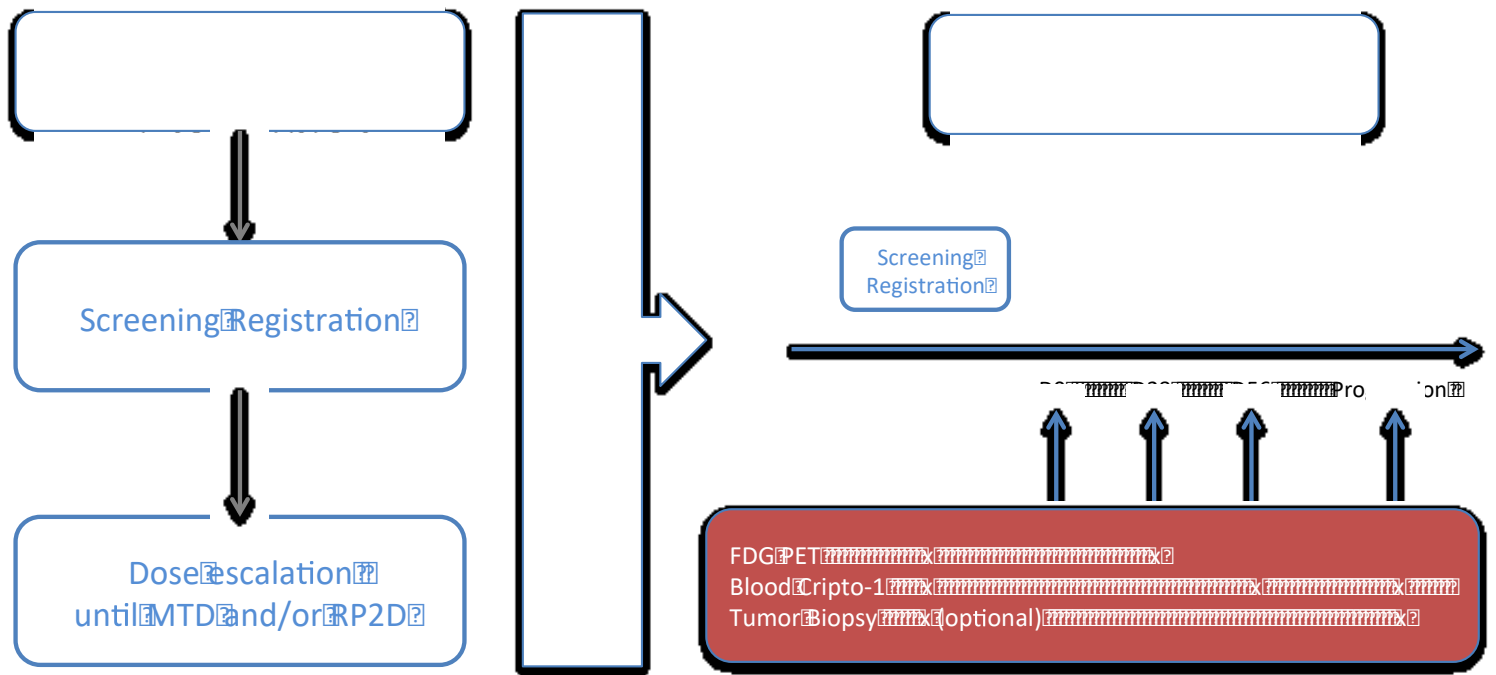 Screening Registration
Dose escalation
until MTD and/or RP2D
Screening
Registration
FDG PET x x
Blood Cripto-1 x x x
Tumor Biopsy x (optional) x